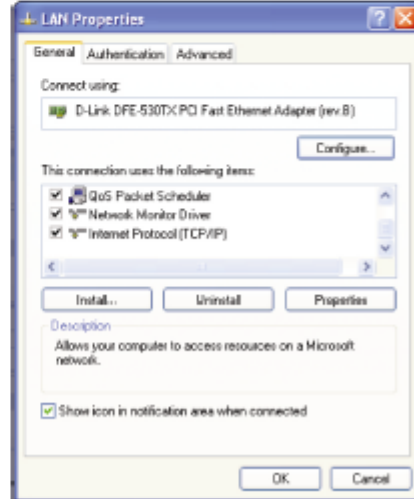 LAN Properties
General Authentication Advanced
Connect using:
D-Link DFE-530TX PCI Fast Ethernet Adapter (rev.B)
Configure...
This connection uses the following items:
QoS Packet Scheduler
Network Monitor Driver
Internet Protocol (TCP/IP)
Install... Uninstall Properties
Description
Allows your computer to access resources on a Microsoft
network.
Show icon in notification area when connected
OK Cancel